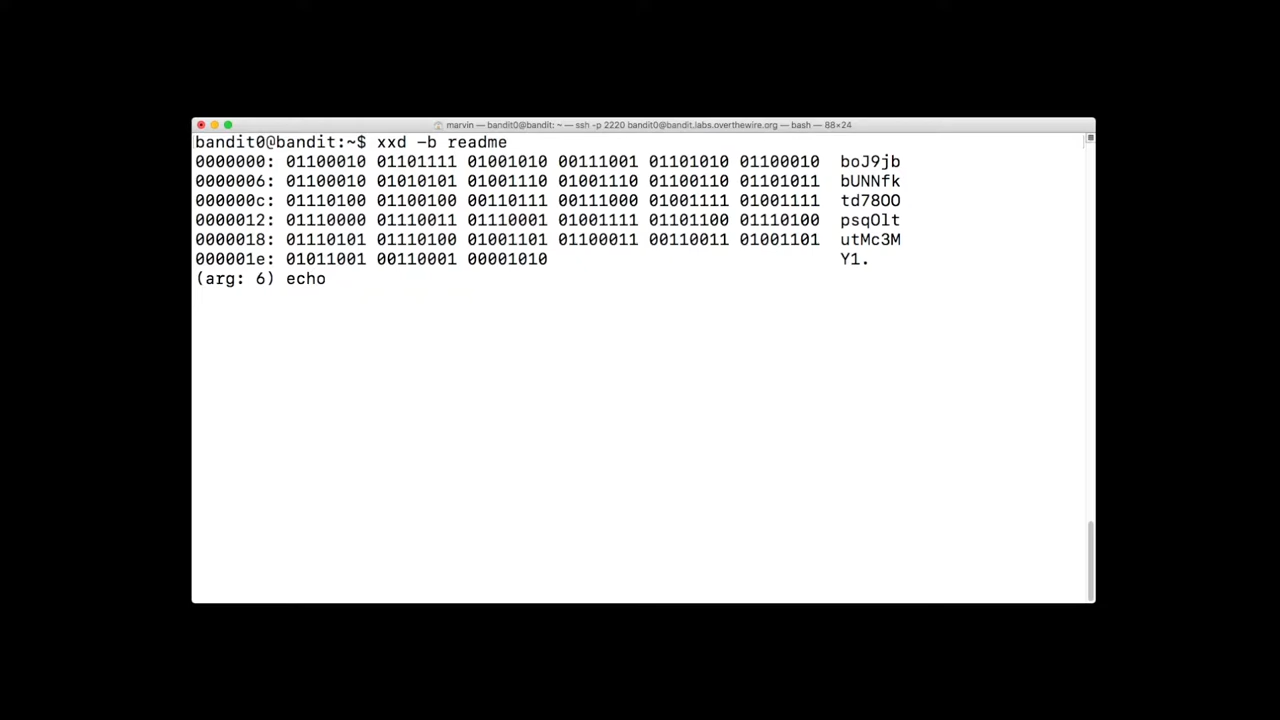 marvin — bandit0@bandit: ~ — ssh -p 2220 bandit0@bandit.labs.overthewire.org — bash — 88×24
bandit0@bandit:~$ xxd -b readme
0000000: 01100010 01101111 01001010 00111001 01101010 01100010 boJ9jb
0000006: 01100010 01010101 01001110 01001110 01100110 01101011 bUNNfk
000000c: 01110100 01100100 00110111 00111000 01001111 01001111 td78OO
0000012: 01110000 01110011 01110001 01001111 01101100 01110100 psqOlt
0000018: 01110101 01110100 01001101 01100011 00110011 01001101 utMc3M
000001e: 01011001 00110001 00001010 Y1.
(arg: 6) echo